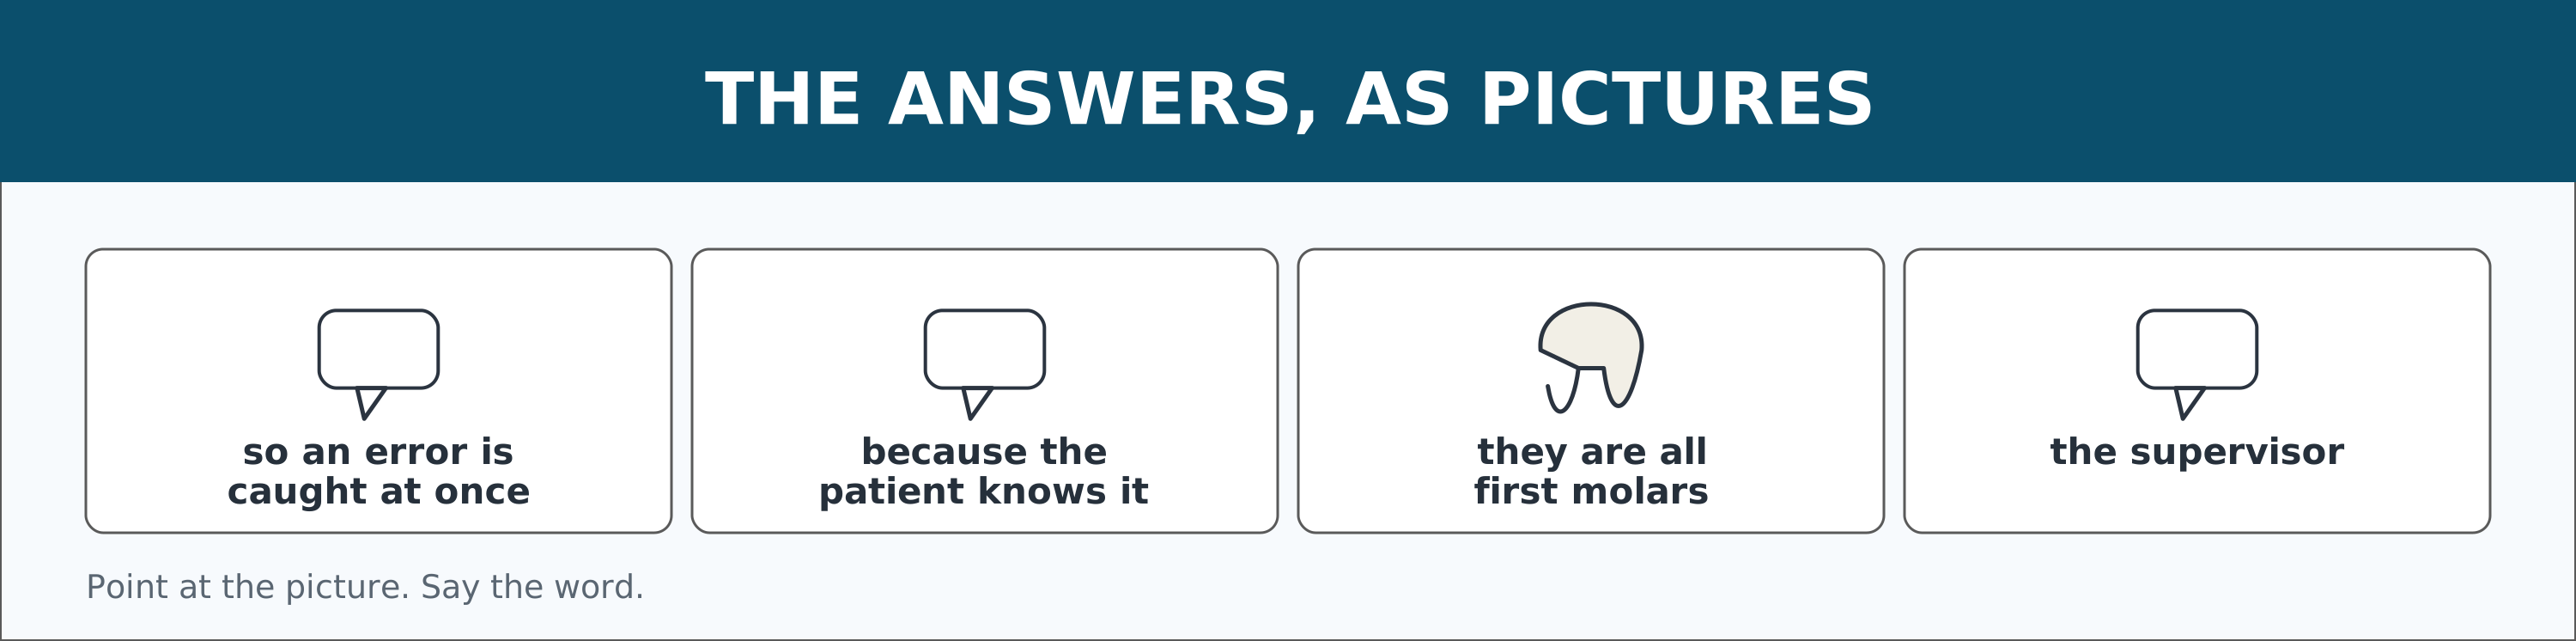 THE ANSWERS, AS PICTURES
so an error is
caught at once
because the
patient knows it
they are all
first molars
the supervisor
Point at the picture. Say the word.